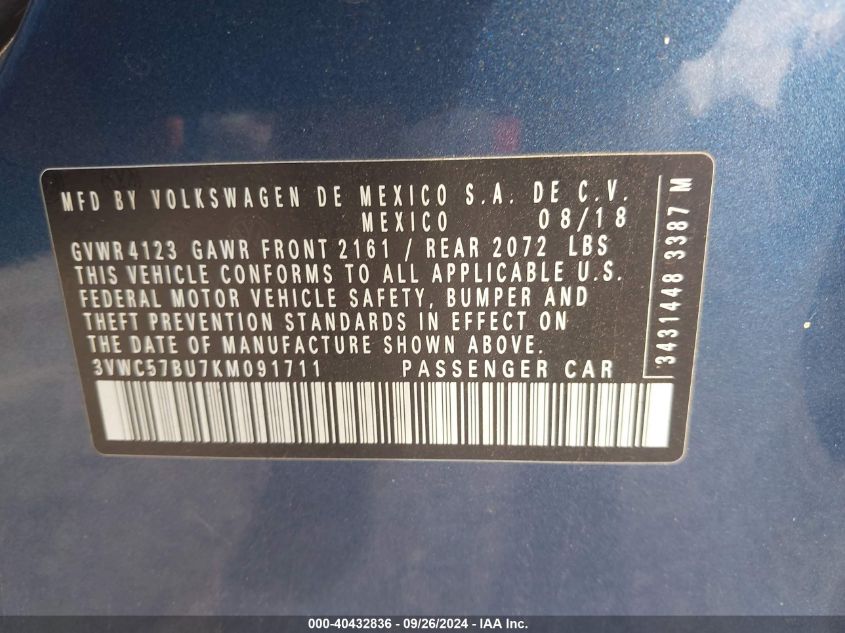 MFD BY VOLKSWAGEN DE MEXICO S.A. DE C.V.
MEXICO 08/18
GVWR 4123 GAWR FRONT 2161 / REAR 2072 LBS
THIS VEHICLE CONFORMS TO ALL APPLICABLE U.S.
FEDERAL MOTOR VEHICLE SAFETY, BUMPER AND
THEFT PREVENTION STANDARDS IN EFFECT ON
THE DATE OF MANUFACTURE SHOWN ABOVE.
3VWC57BU7KM091711 PASSENGER CAR
3431448 3387 M
000-40432836 - 09/26/2024 - IAA Inc.